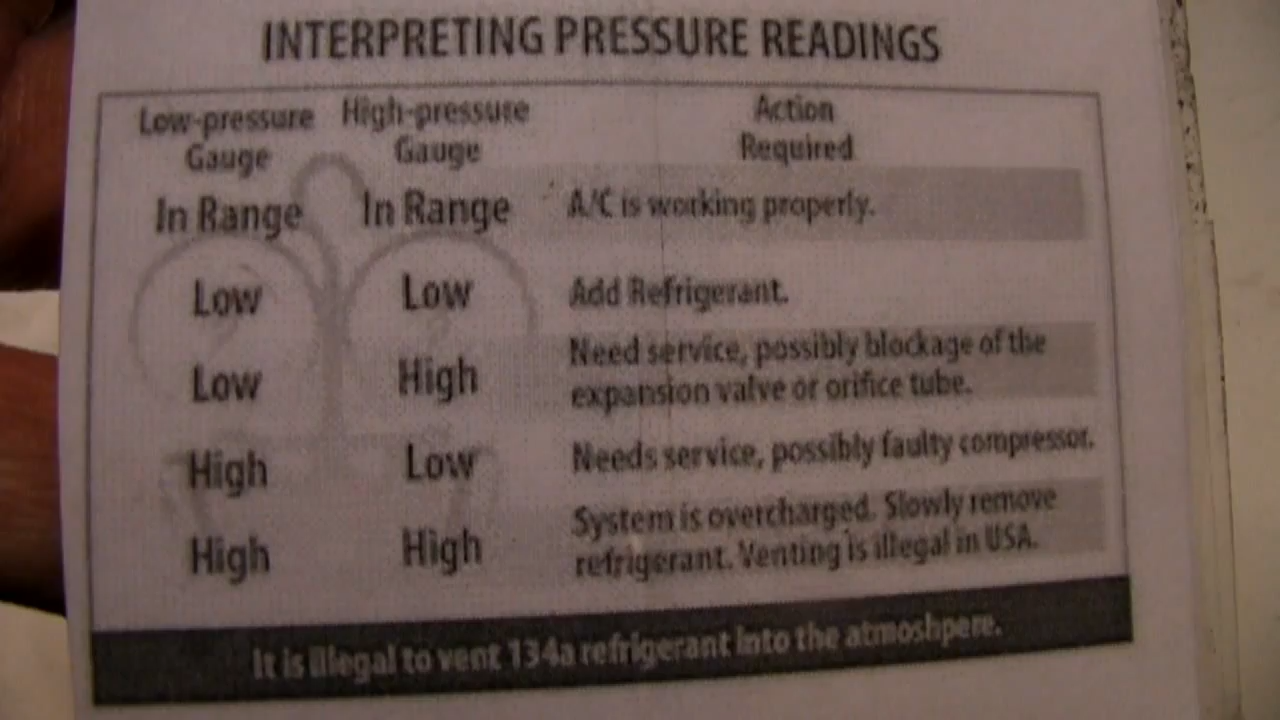 INTERPRETING PRESSURE READINGS
Low-pressure Gauge High-pressure Gauge Action Required
In Range In Range A/C is working properly.
Low Low Add Refrigerant.
Low High Need service, possibly blockage of the
expansion valve or orifice tube.
High Low Needs service, possibly faulty compressor.
High High System is overcharged. Slowly remove
refrigerant. Venting is illegal in USA.
It is illegal to vent 134a refrigerant into the atmoshpere.